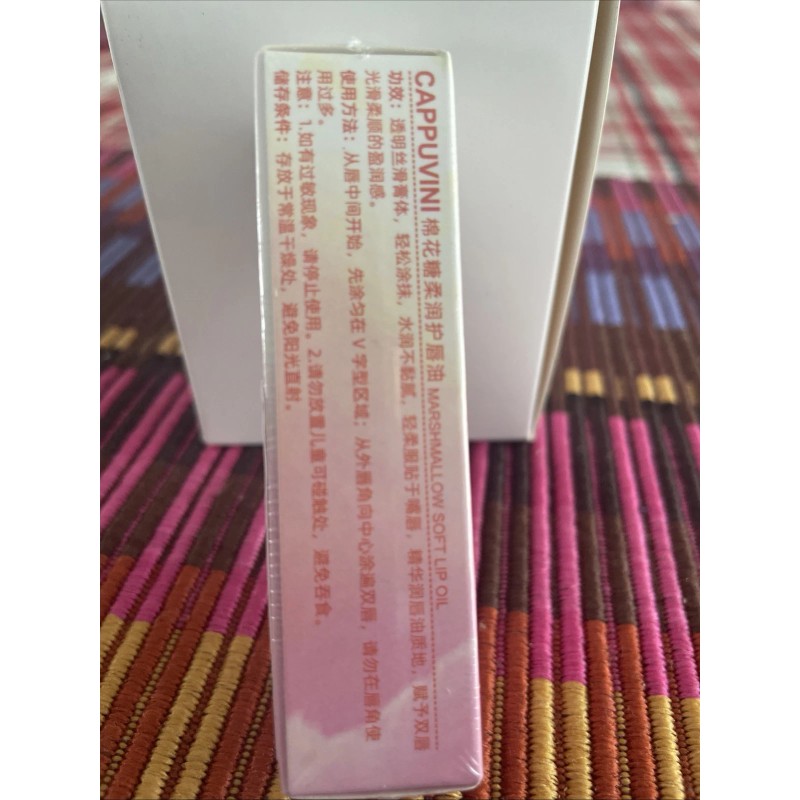 CAPPUVINI 棉花糖柔润护唇油 MARSHMALLOW SOFT LIP OIL
功效：透明丝滑膏体，轻松涂抹，水润不黏腻，轻柔服贴于嘴唇，精华润唇油质地，赋予双唇
光滑柔顺的盈润感。
使用方法：从唇中间开始，先涂匀在 V 字型区域；从外唇角向中心涂遍双唇，请勿在唇角使
用过多。
注意：1.如有过敏现象，请停止使用。2.请勿放置儿童可碰触处，避免吞食。
储存条件：存放于常温干燥处，避免阳光直射。